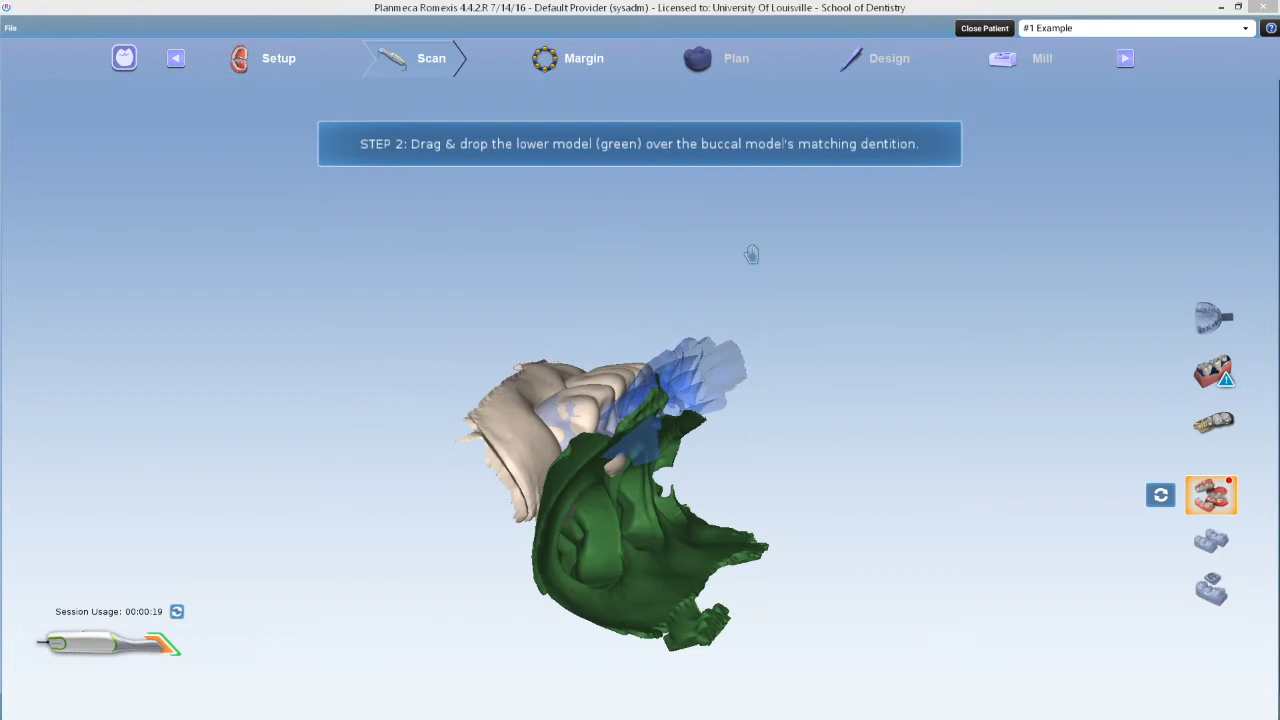 Planmeca Romexis 4.4.2.R 7/14/16 - Default Provider (sysadm) - Licensed to: University Of Louisville - School of Dentistry
File
Close Patient
#1 Example
Setup
Scan
Margin
Plan
Design
Mill
STEP 2: Drag & drop the lower model (green) over the buccal model's matching dentition.
Session Usage: 00:00:19